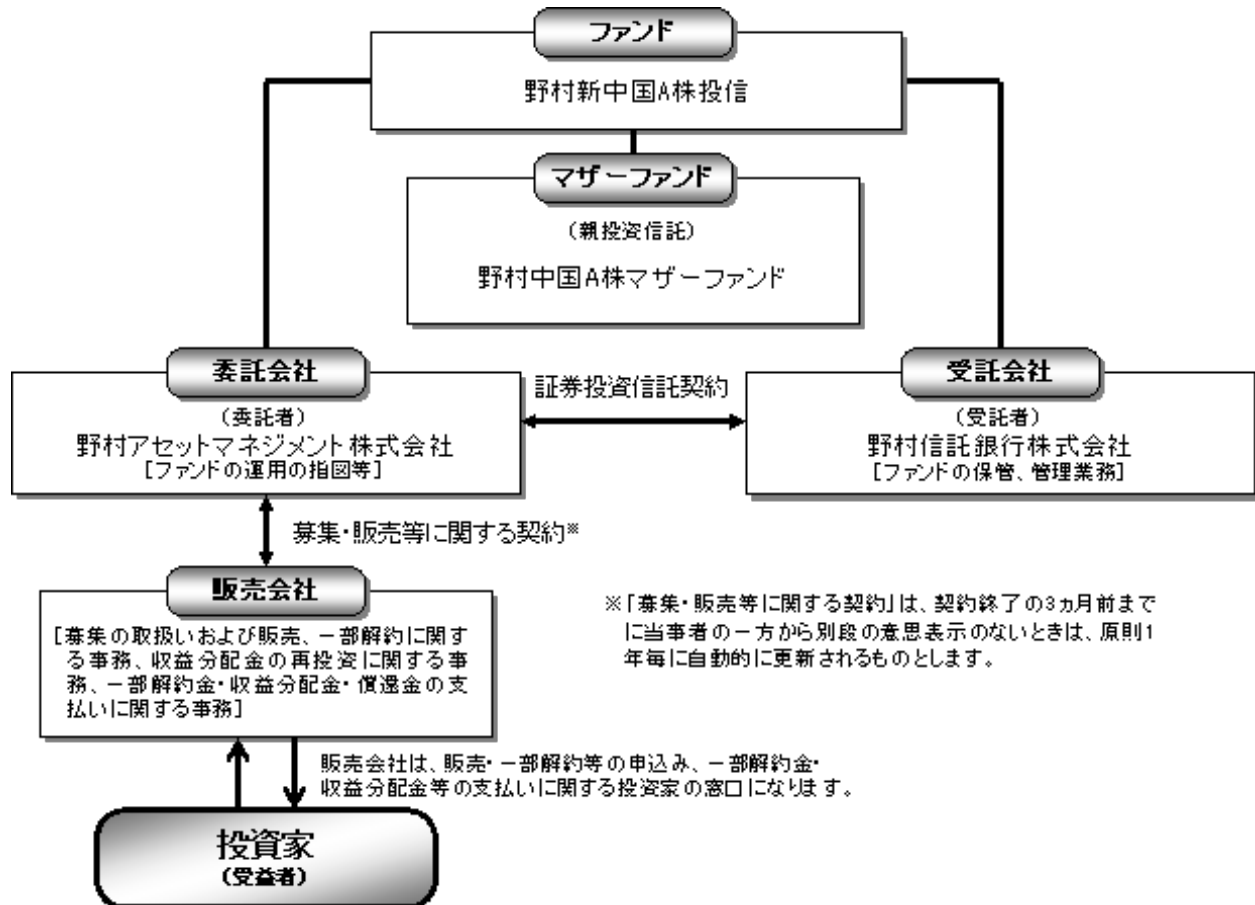 ファンド
野村新中国A株投信
マザーファンド
（親投資信託）
野村中国A株マザーファンド
委託会社
（委託者）
野村アセットマネジメント株式会社
[ファンドの運用の指図等]
証券投資信託契約
受託会社
（受託者）
野村信託銀行株式会社
[ファンドの保管、管理業務]
募集・販売等に関する契約※
販売会社
[募集の取扱いおよび販売、一部解約に関す
る事務、収益分配金の再投資に関する事
務、一部解約金・収益分配金・償還金の支
払いに関する事務]
※「募集・販売等に関する契約」は、契約終了の3ヵ月前まで
に当事者の一方から別段の意思表示のないときは、原則1
年毎に自動的に更新されるものとします。
販売会社は、販売・一部解約等の申込み、一部解約金・
収益分配金等の支払いに関する投資家の窓口になります。
投資家
（受益者）